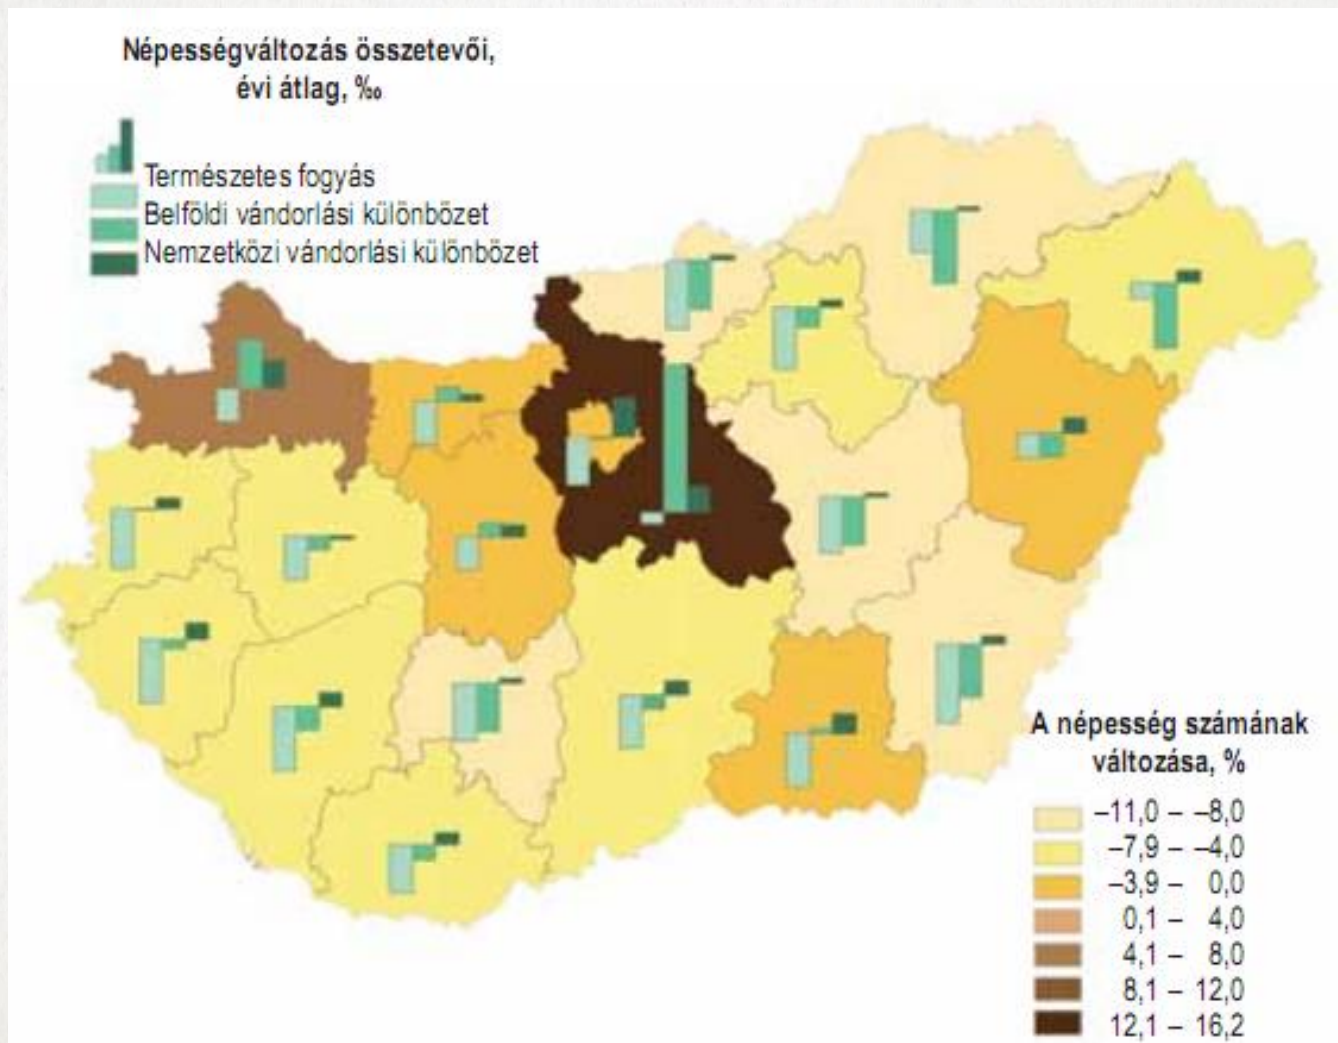 Népességváltozás összetevői,
évi átlag, ‰
Természetes fogyás
Belföldi vándorlási különbözet
Nemzetközi vándorlási különbözet
A népesség számának
változása, %
–11,0 – –8,0
–7,9 – –4,0
–3,9 – 0,0
0,1 – 4,0
4,1 – 8,0
8,1 – 12,0
12,1 – 16,2